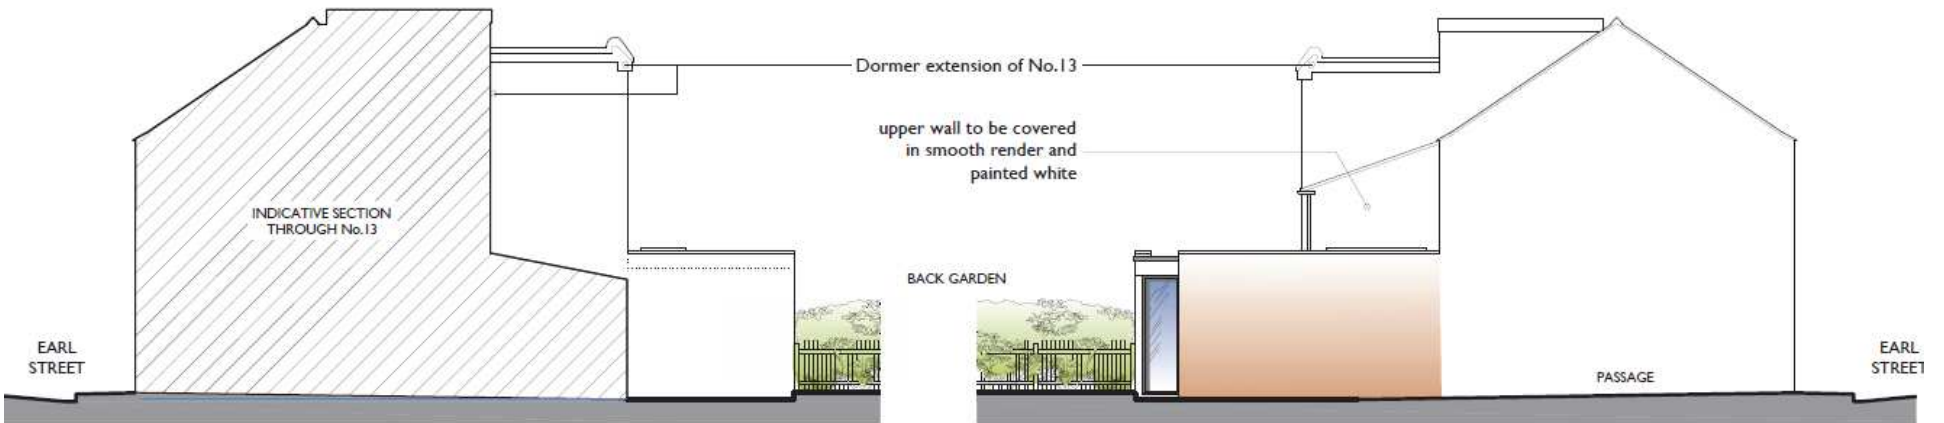 Dormer extension of No.13
upper wall to be covered
in smooth render and
painted white
INDICATIVE SECTION
THROUGH No.13
BACK GARDEN
EARL
STREET
PASSAGE
EARL
STREET